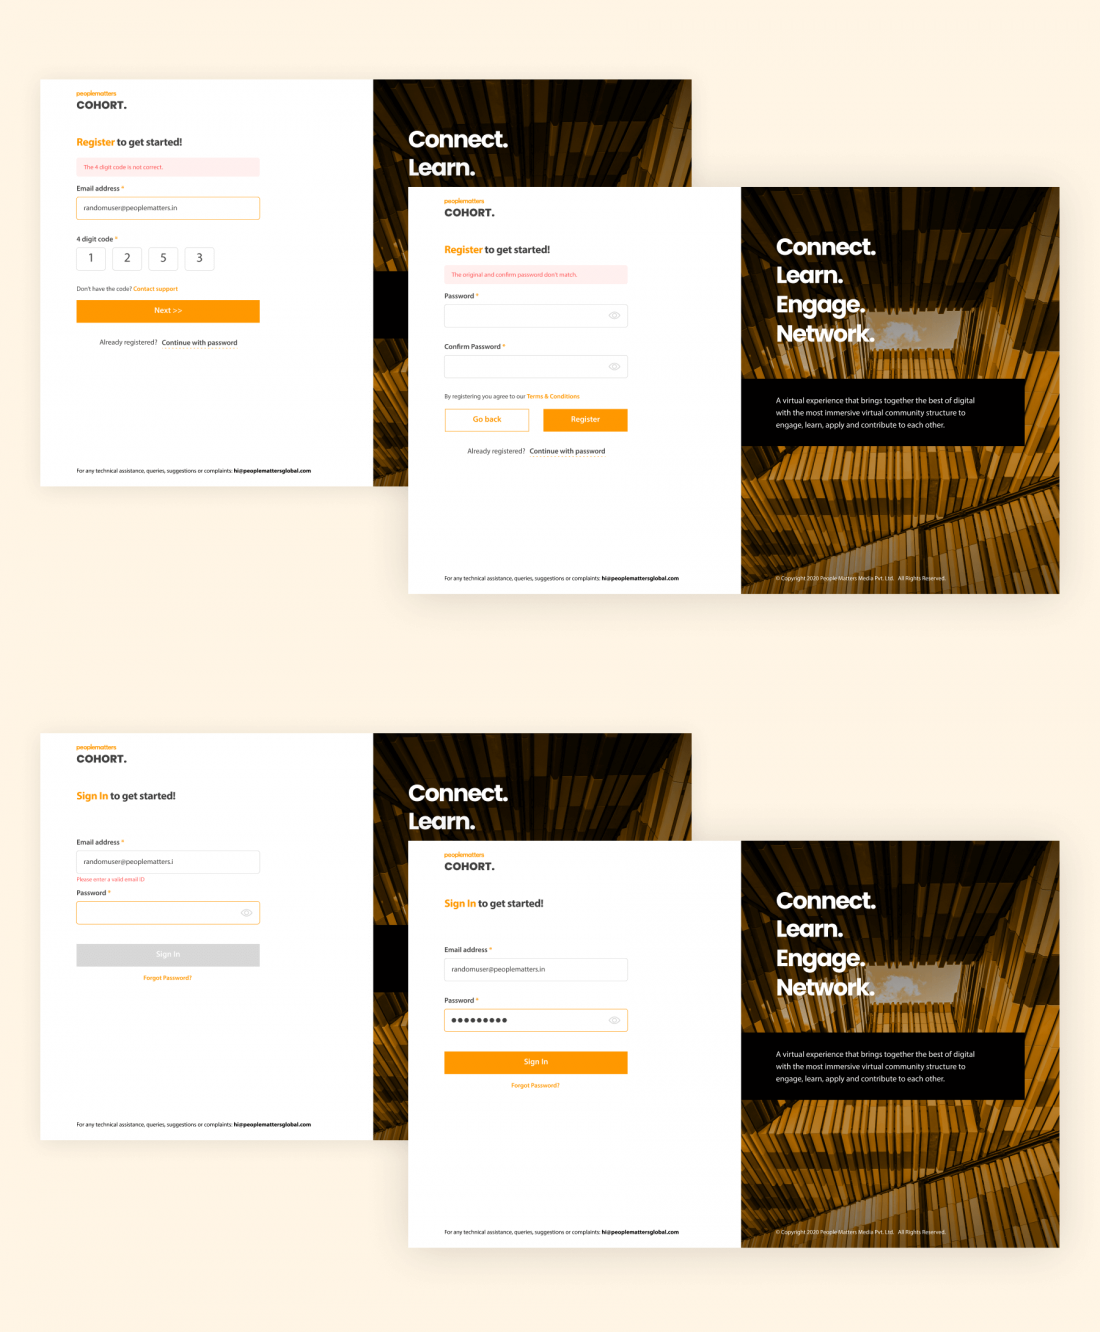 peoplematters
COHORT.
Register to get started!
The 4 digit code is not correct.
Email address *
randomuser@peoplematters.in
4 digit code *
1 2 5 3
Don't have the code? Contact support
Next >>
Already registered? Continue with password
For any technical assistance, queries, suggestions or complaints: hi@peoplemattersglobal.com
Connect.
Learn.
peoplematters
COHORT.
Register to get started!
The original and confirm password don't match.
Password *
Confirm Password *
By registering you agree to our Terms & Conditions
Go back Register
Already registered? Continue with password
For any technical assistance, queries, suggestions or complaints: hi@peoplemattersglobal.com
Connect.
Learn.
Engage.
Network.
A virtual experience that brings together the best of digital
with the most immersive virtual community structure to
engage, learn, apply and contribute to each other.
© Copyright 2020 People Matters Media Pvt. Ltd. All Rights Reserved.
peoplematters
COHORT.
Sign In to get started!
Email address *
randomuser@peoplematters.i
Please enter a valid email ID
Password *
Sign In
Forgot Password?
For any technical assistance, queries, suggestions or complaints: hi@peoplemattersglobal.com
Connect.
Learn.
peoplematters
COHORT.
Sign In to get started!
Email address *
randomuser@peoplematters.in
Password *
Sign In
Forgot Password?
For any technical assistance, queries, suggestions or complaints: hi@peoplemattersglobal.com
Connect.
Learn.
Engage.
Network.
A virtual experience that brings together the best of digital
with the most immersive virtual community structure to
engage, learn, apply and contribute to each other.
© Copyright 2020 People Matters Media Pvt. Ltd. All Rights Reserved.